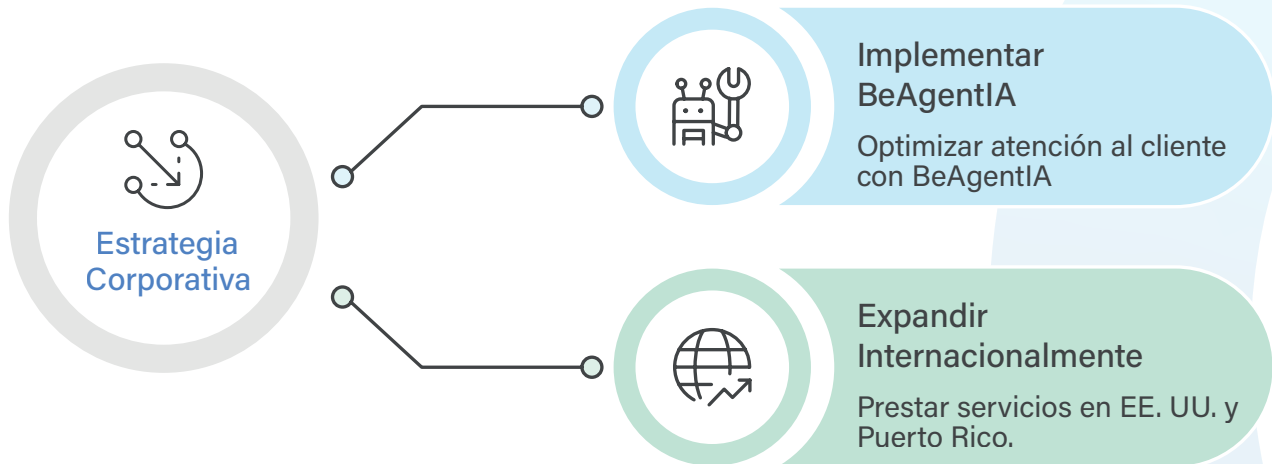 Estrategia
Corporativa
Implementar
BeAgentIA
Optimizar atención al cliente
con BeAgentIA
Expandir
Internacionalmente
Prestar servicios en EE. UU. y
Puerto Rico.